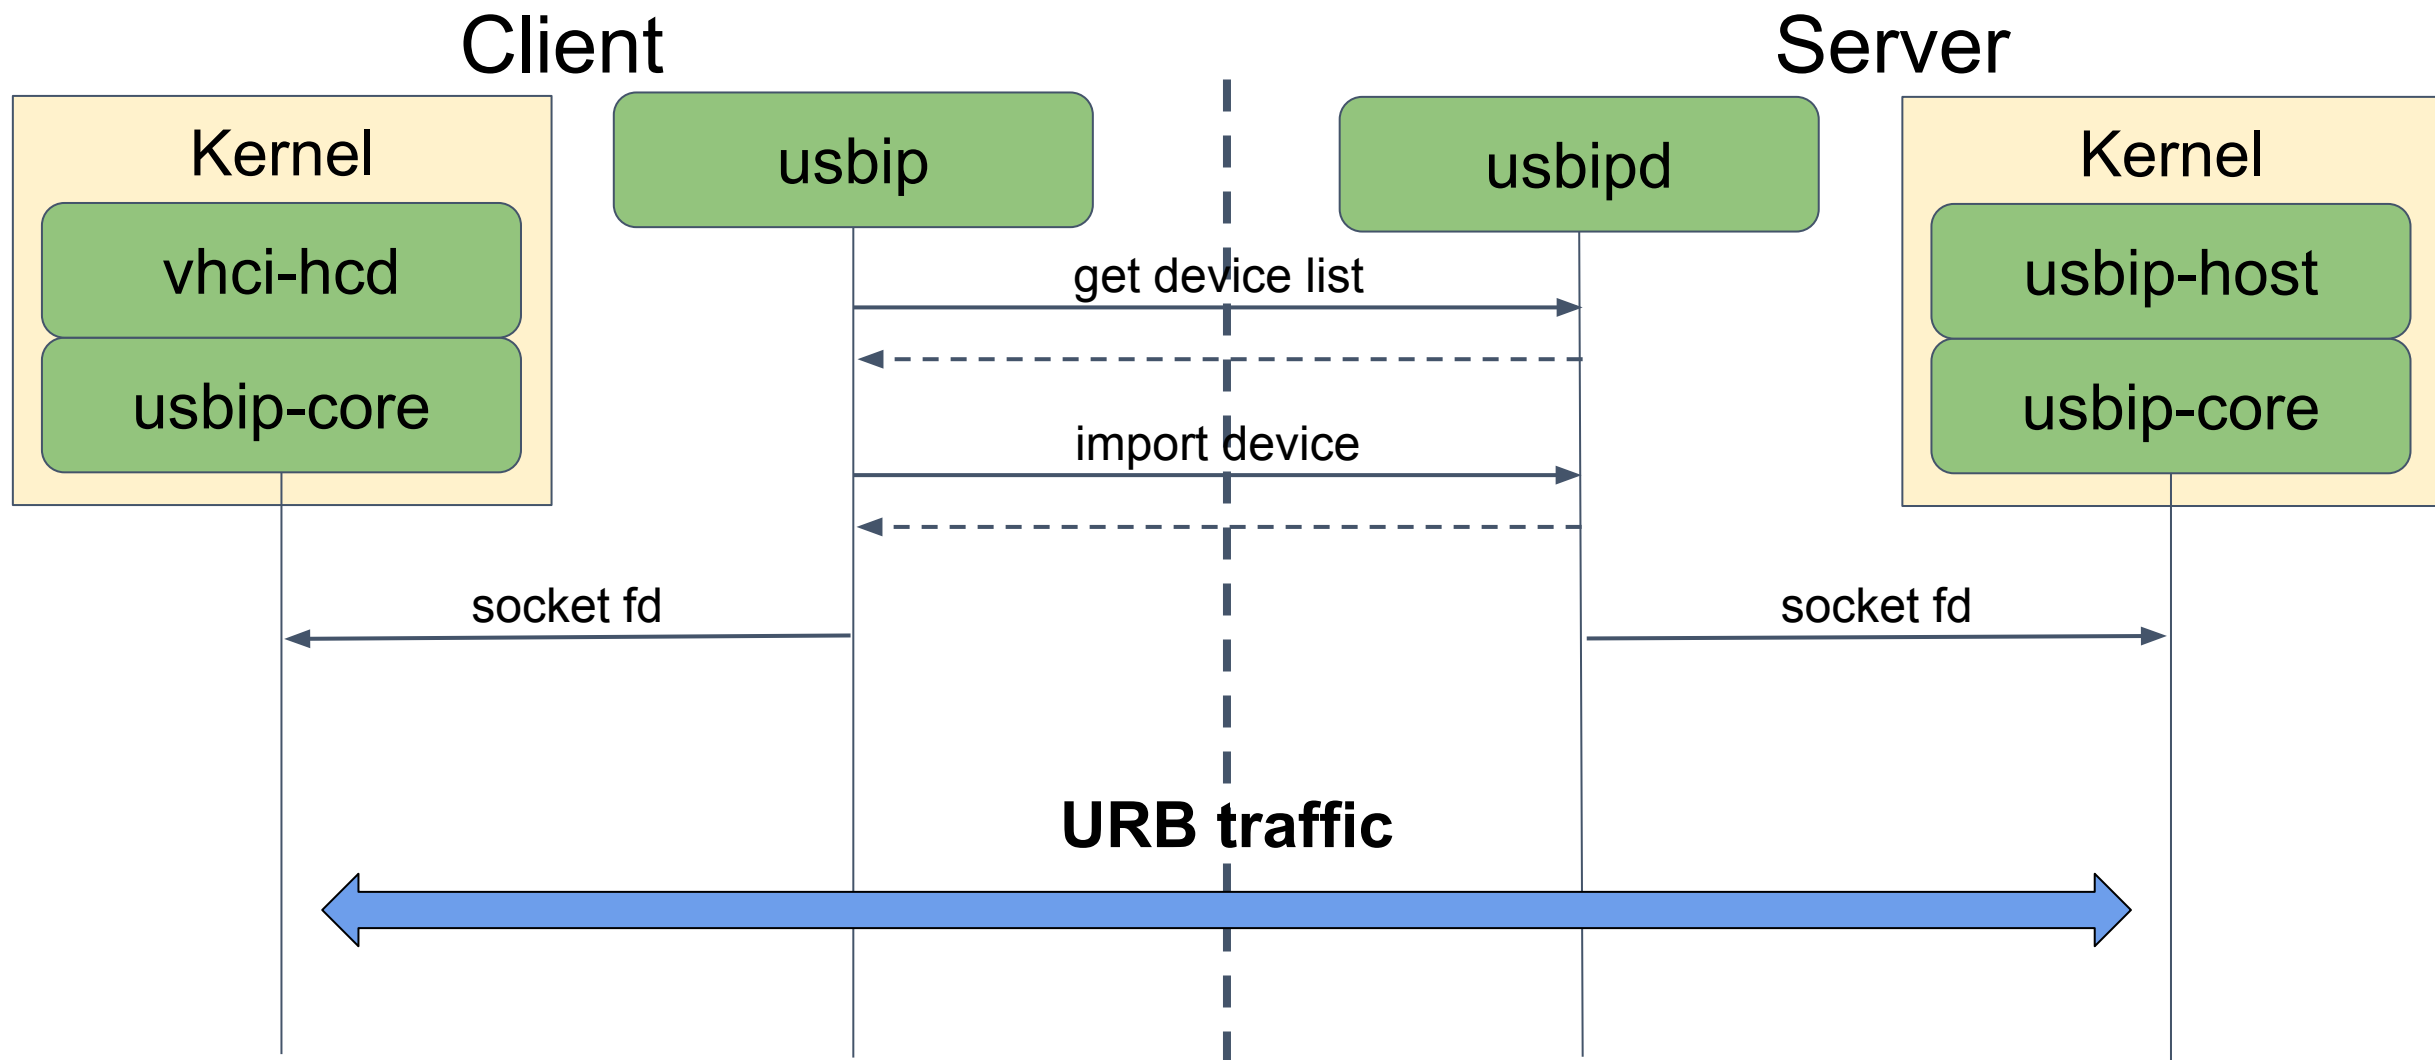 Client
Server
Kernel
usbip
usbipd
Kernel
vhci-hcd
usbip-host
get device list
usbip-core
usbip-core
import device
socket fd
socket fd
URB traffic